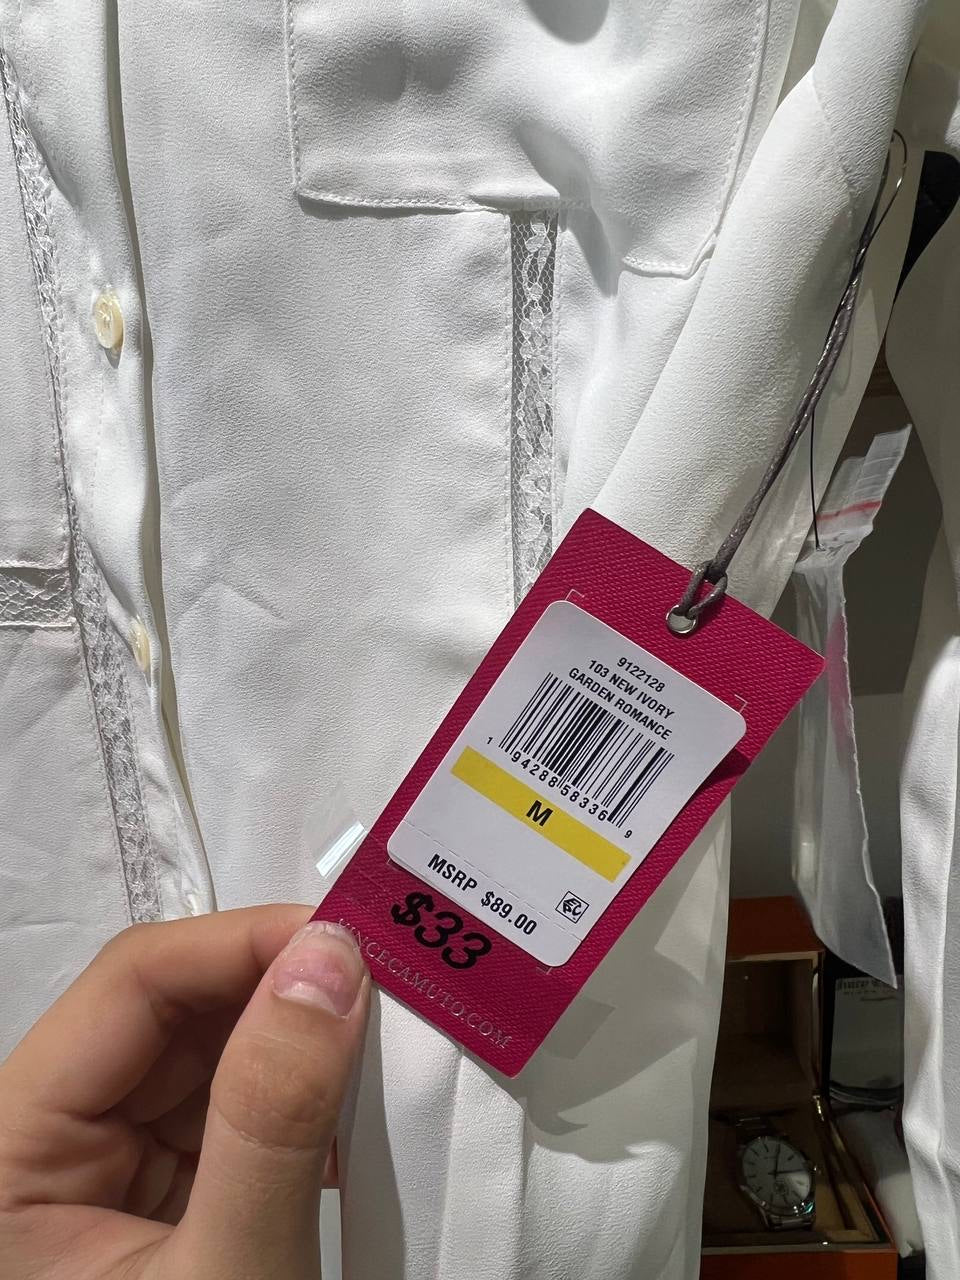 9122128
103 NEW IVORY
GARDEN ROMANCE
1 94288 58336 9
M
MSRP $89.00
$33
VINCECAMUTO.COM